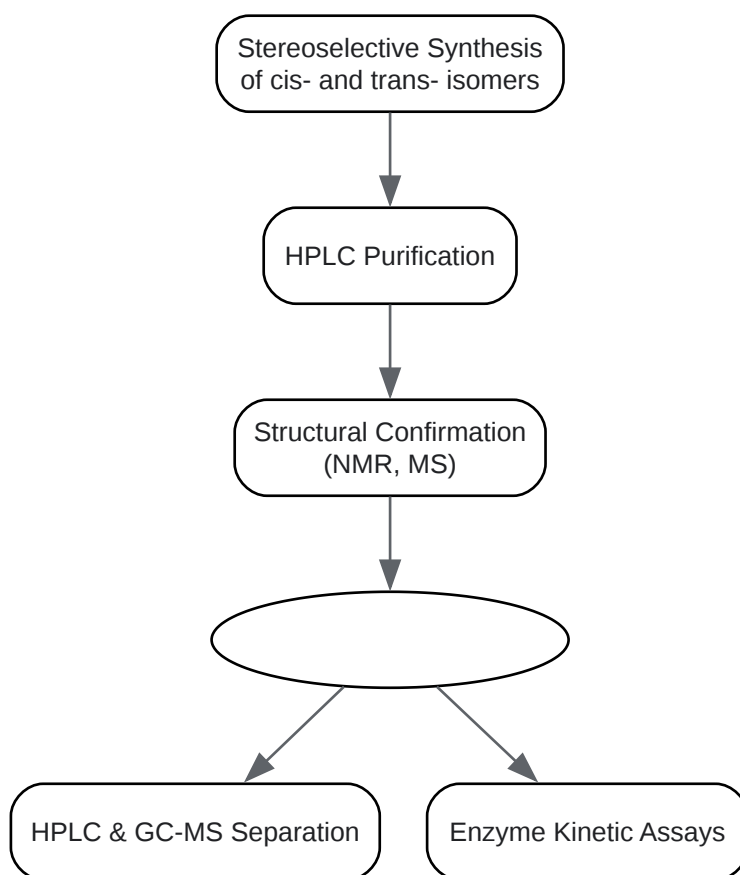 Stereoselective Synthesis
of cis- and trans- isomers
HPLC Purification
Structural Confirmation
(NMR, MS)
HPLC & GC-MS Separation
Enzyme Kinetic Assays